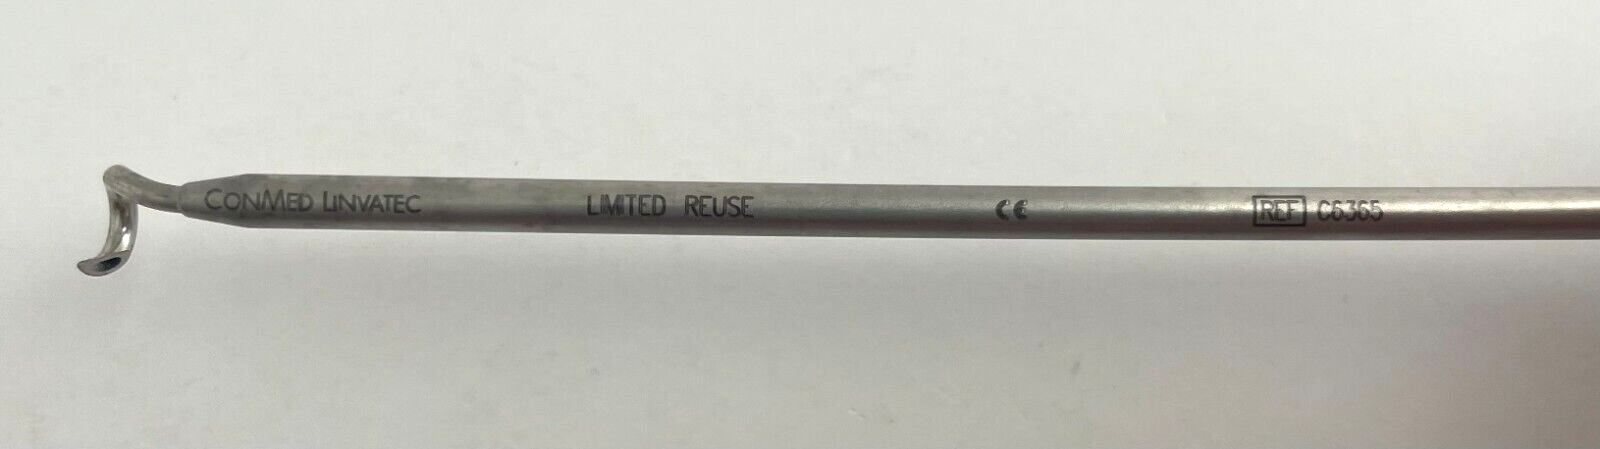 CONMED LINVATEC LIMITED REUSE CE REF C6365